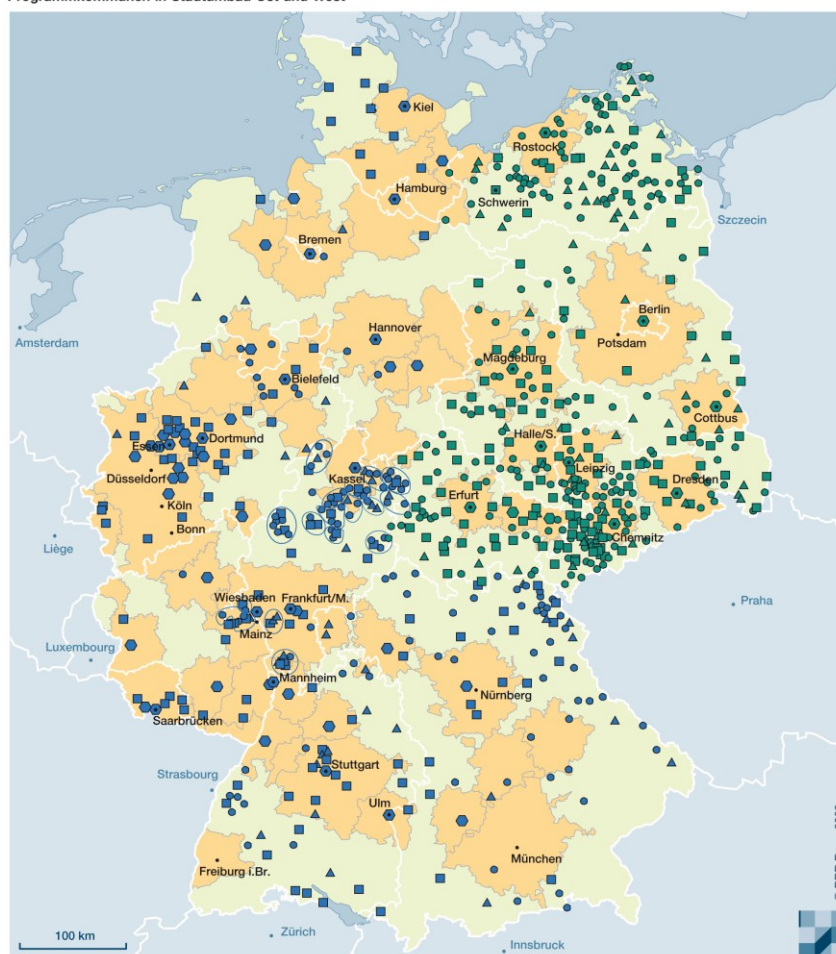 Programmkommunen in Stadtumbau Ost und West
Kiel
Rostock
Hamburg
Schwerin
Szczecin
Bremen
Berlin
Hannover
Amsterdam
Potsdam
Magdeburg
Bielefeld
Cottbus
Essen
Dortmund
Halle/S.
Leipzig
Düsseldorf
Kassel
Dresden
Köln
Erfurt
Chemnitz
Bonn
Liège
Wiesbaden
Frankfurt/M.
Praha
Mainz
Luxembourg
Mannheim
Nürnberg
Saarbrücken
Stuttgart
Strasbourg
Ulm
München
Freiburg i.Br.
100 km
Zürich
Innsbruck